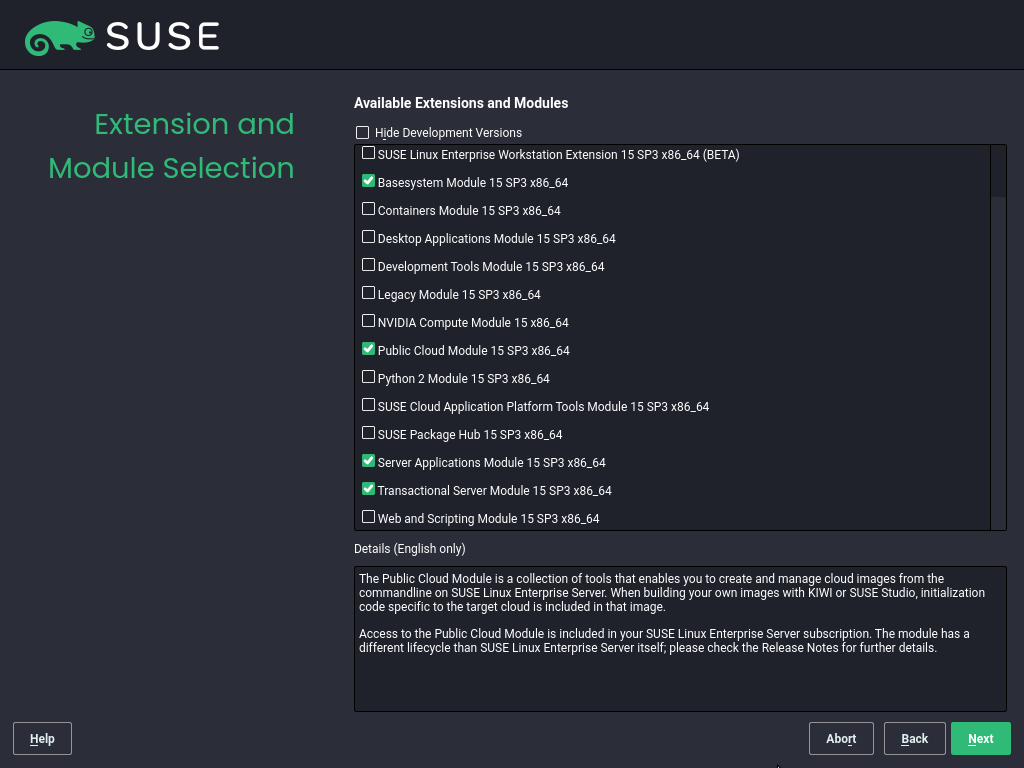 SUSE
Extension and
Module Selection
Available Extensions and Modules
Hide Development Versions
SUSE Linux Enterprise Workstation Extension 15 SP3 x86_64 (BETA)
Basesystem Module 15 SP3 x86_64
Containers Module 15 SP3 x86_64
Desktop Applications Module 15 SP3 x86_64
Development Tools Module 15 SP3 x86_64
Legacy Module 15 SP3 x86_64
NVIDIA Compute Module 15 x86_64
Public Cloud Module 15 SP3 x86_64
Python 2 Module 15 SP3 x86_64
SUSE Cloud Application Platform Tools Module 15 SP3 x86_64
SUSE Package Hub 15 SP3 x86_64
Server Applications Module 15 SP3 x86_64
Transactional Server Module 15 SP3 x86_64
Web and Scripting Module 15 SP3 x86_64
Details (English only)
The Public Cloud Module is a collection of tools that enables you to create and manage cloud images from the
commandline on SUSE Linux Enterprise Server. When building your own images with KIWI or SUSE Studio, initialization
code specific to the target cloud is included in that image.
Access to the Public Cloud Module is included in your SUSE Linux Enterprise Server subscription. The module has a
different lifecycle than SUSE Linux Enterprise Server itself; please check the Release Notes for further details.
Help
Abort
Back
Next